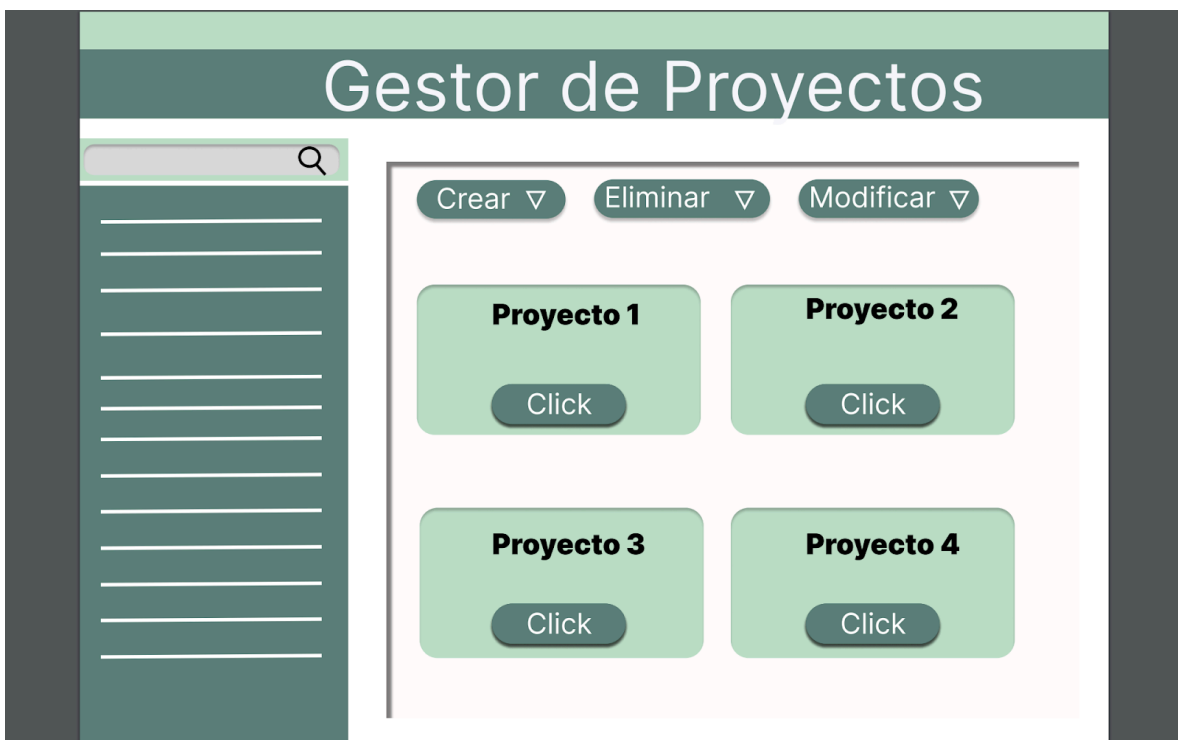 Gestor de Proyectos
Crear ▽ Eliminar ▽ Modificar ▽
Proyecto 1
Click
Proyecto 2
Click
Proyecto 3
Click
Proyecto 4
Click